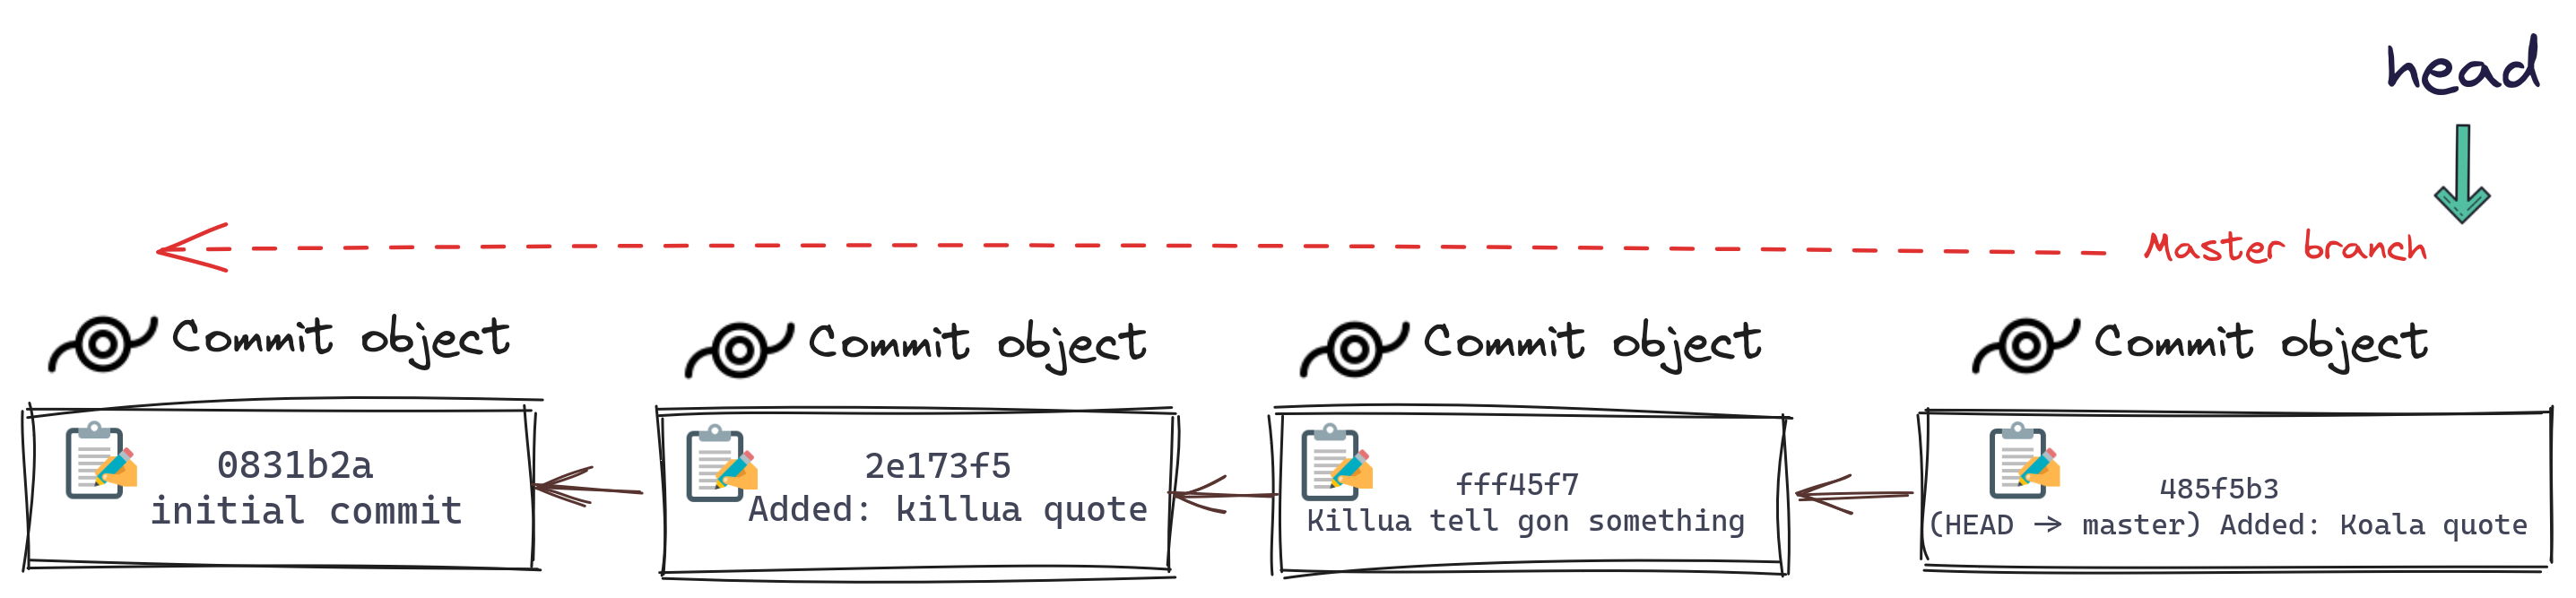 head
Master branch
Commit object
Commit object
Commit object
Commit object
0831b2a
initial commit
2e173f5
Added: killua quote
fff45f7
Killua tell gon something
485f5b3
(HEAD → master) Added: Koala quote